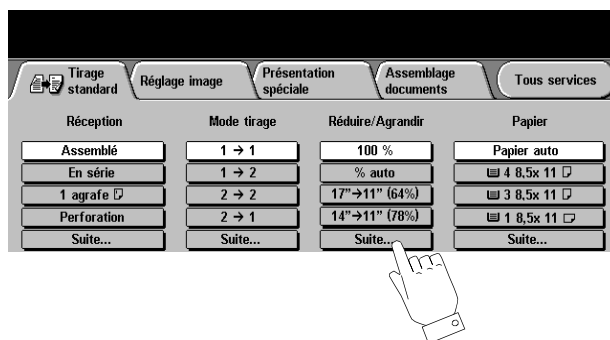 Tirage standard
Réglage image
Présentation spéciale
Assemblage documents
Tous services
Réception
Mode tirage
Réduire/Agrandir
Papier
Assemblé
1 → 1
100 %
Papier auto
En série
1 → 2
% auto
4 8,5x 11
1 agrafe
2 → 2
17”→11” (64%)
3 8,5x 11
Perforation
2 → 1
14”→11” (78%)
1 8,5x 11
Suite...
Suite...
Suite...
Suite...